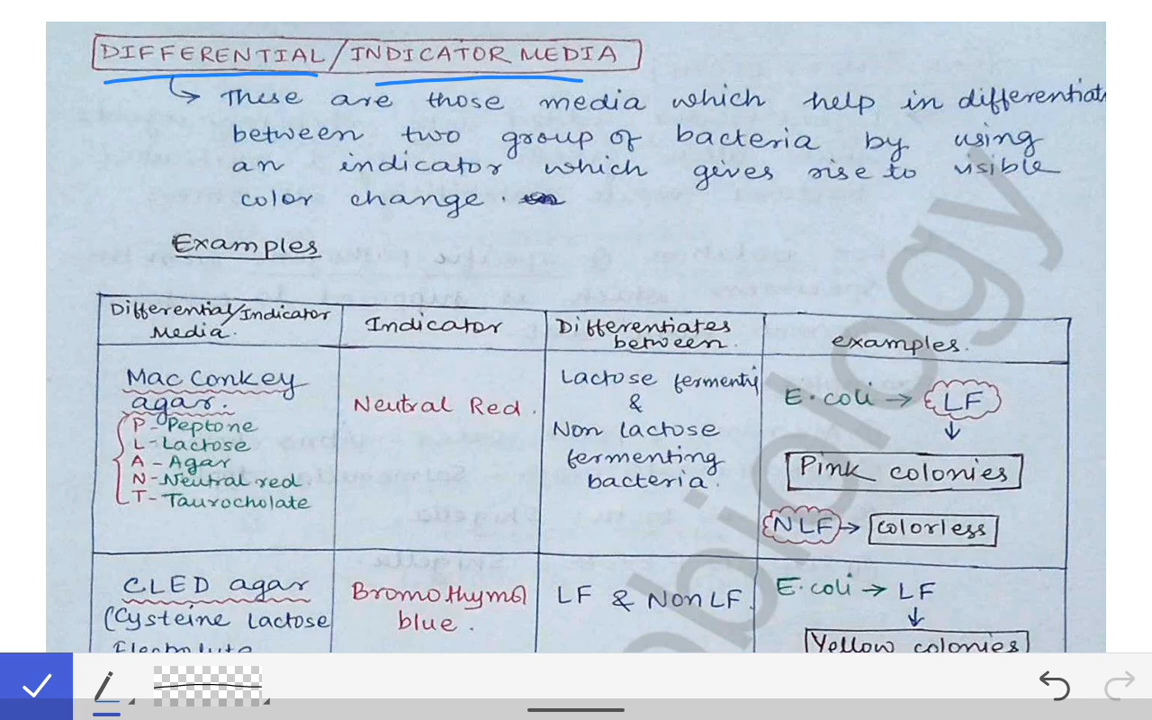 DIFFERENTIAL/INDICATOR MEDIA
↳ These are those media which help in differentiat
between two group of bacteria by using
an indicator which gives rise to visible
color change.
Examples
Differential/Indicator Media.
Indicator
Differentiates between.
examples.
Mac Conkey
agar:
P-Peptone
L-Lactose
A-Agar
N-Neutral red.
T-Taurocholate
Neutral Red.
Lactose fermenti
&
Non lactose
fermenting
bacteria.
E.coli → LF
↓
Pink colonies
NLF → colorless
CLED agar
(Cysteine Lactose
Bromothymol
blue.
LF & Non LF.
E.coli → LF
↓
Yellow colonies
biology